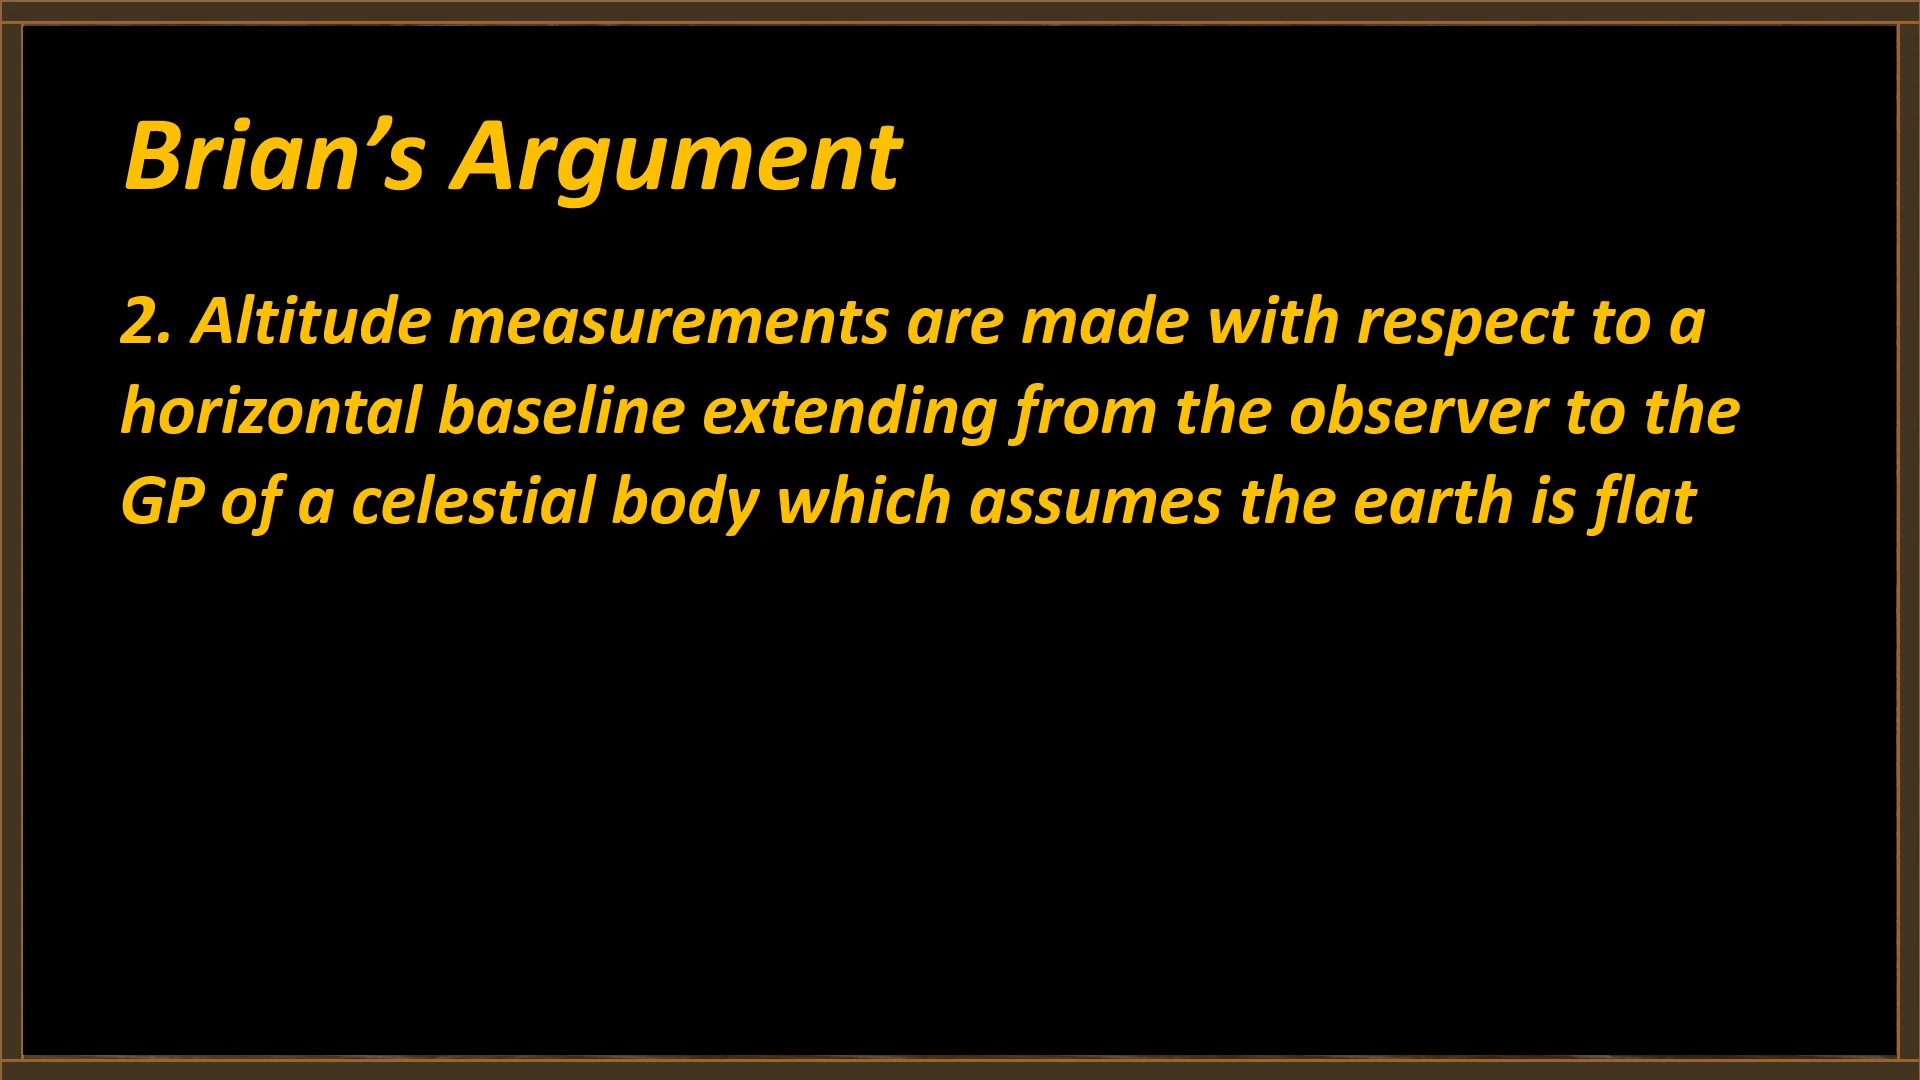 Brian’s Argument
2. Altitude measurements are made with respect to a
horizontal baseline extending from the observer to the
GP of a celestial body which assumes the earth is flat